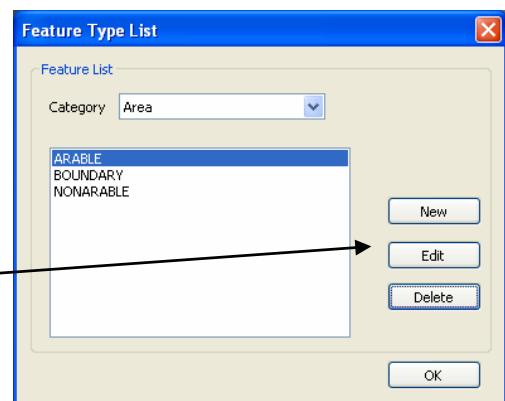 Feature Type List
Feature List
Category Area
ARABLE
BOUNDARY
NONARABLE
New
Edit
Delete
OK